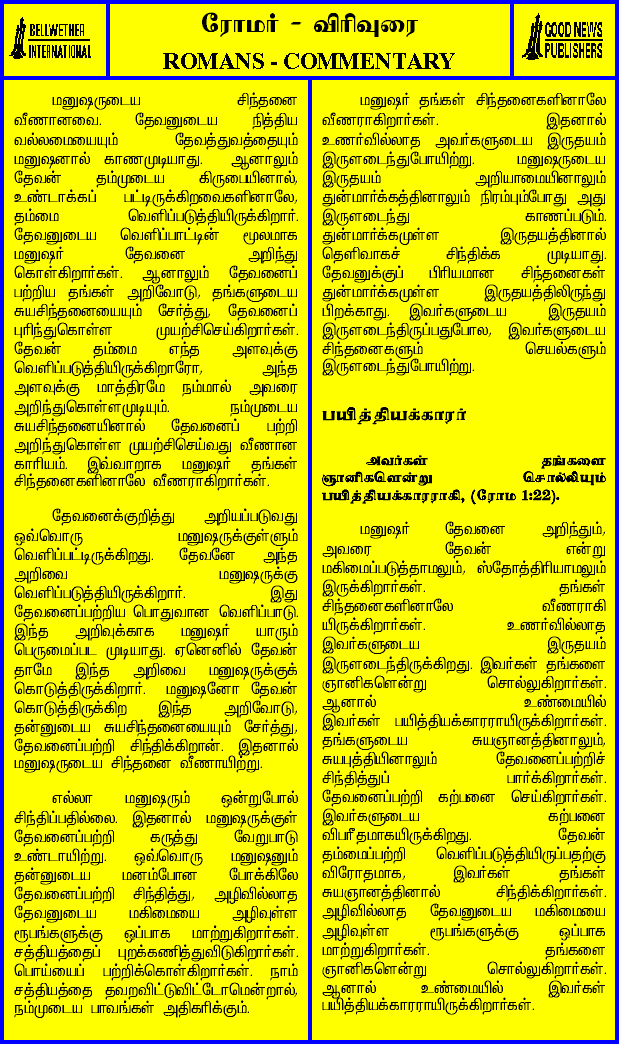 BELLWETHER
INTERNATIONAL
ரோமர் - விரிவுரை
ROMANS - COMMENTARY
GOOD NEWS
PUBLISHERS
மனுஷருடைய சிந்தனை
வீணானவை. தேவனுடைய நித்திய
வல்லமையையும் தேவத்துவத்தையும்
மனுஷனால் காணமுடியாது. ஆனாலும்
தேவன் தம்முடைய கிருபையினால்,
உண்டாக்கப் பட்டிருக்கிறவைகளினாலே,
தம்மை வெளிப்படுத்தியிருக்கிறார்.
தேவனுடைய வெளிப்பாட்டின் மூலமாக
மனுஷர் தேவனை அறிந்து
கொள்கிறார்கள். ஆனாலும் தேவனைப்
பற்றிய தங்கள் அறிவோடு, தங்களுடைய
சுயசிந்தனையையும் சேர்த்து, தேவனைப்
புரிந்துகொள்ள முயற்சிசெய்கிறார்கள்.
தேவன் தம்மை எந்த அளவுக்கு
வெளிப்படுத்தியிருக்கிறாரோ, அந்த
அளவுக்கு மாத்திரமே நம்மால் அவரை
அறிந்துகொள்ளமுடியும். நம்முடைய
சுயசிந்தனையினால் தேவனைப் பற்றி
அறிந்துகொள்ள முயற்சிசெய்வது வீணான
காரியம். இவ்வாறாக மனுஷர் தங்கள்
சிந்தனைகளினாலே வீணராகிறார்கள்.
தேவனைக்குறித்து அறியப்படுவது
ஒவ்வொரு மனுஷருக்குள்ளும்
வெளிப்பட்டிருக்கிறது. தேவனே அந்த
அறிவை மனுஷருக்கு
வெளிப்படுத்தியிருக்கிறார். இது
தேவனைப்பற்றிய பொதுவான வெளிப்பாடு.
இந்த அறிவுக்காக மனுஷர் யாரும்
பெருமைப்பட முடியாது. ஏனெனில் தேவன்
தாமே இந்த அறிவை மனுஷருக்குக்
கொடுத்திருக்கிறார். மனுஷனோ தேவன்
கொடுத்திருக்கிற இந்த அறிவோடு,
தன்னுடைய சுயசிந்தனையையும் சேர்த்து,
தேவனைப்பற்றி சிந்திக்கிறான். இதனால்
மனுஷருடைய சிந்தனை வீணாயிற்று.
எல்லா மனுஷரும் ஒன்றுபோல்
சிந்திப்பதில்லை. இதனால் மனுஷருக்குள்
தேவனைப்பற்றி கருத்து வேறுபாடு
உண்டாயிற்று. ஒவ்வொரு மனுஷனும்
தன்னுடைய மனம்போன போக்கிலே
தேவனைப்பற்றி சிந்தித்து, அழிவில்லாத
தேவனுடைய மகிமையை அழிவுள்ள
ரூபங்களுக்கு ஒப்பாக மாற்றுகிறார்கள்.
சத்தியத்தைப் புறக்கணித்துவிடுகிறார்கள்.
பொய்யைப் பற்றிக்கொள்கிறார்கள். நாம்
சத்தியத்தை தவறவிட்டுவிட்டோமென்றால்,
நம்முடைய பாவங்கள் அதிகரிக்கும்.
மனுஷர் தங்கள் சிந்தனைகளினாலே
வீணராகிறார்கள். இதனால்
உணர்வில்லாத அவர்களுடைய இருதயம்
இருளடைந்துபோயிற்று. மனுஷருடைய
இருதயம் அறியாமையினாலும்
துன்மார்க்கத்தினாலும் நிரம்பும்போது அது
இருளடைந்து காணப்படும்.
துன்மார்க்கமுள்ள இருதயத்தினால்
தெளிவாகச் சிந்திக்க முடியாது.
தேவனுக்குப் பிரியமான சிந்தனைகள்
துன்மார்க்கமுள்ள இருதயத்திலிருந்து
பிறக்காது. இவர்களுடைய இருதயம்
இருளடைந்திருப்பதுபோல, இவர்களுடைய
சிந்தனைகளும் செயல்களும்
இருளடைந்துபோயிற்று.
பயித்தியக்காரர்
அவர்கள் தங்களை
ஞானிகளென்று சொல்லியும்
பயித்தியக்காரராகி, (ரோம 1:22).
மனுஷர் தேவனை அறிந்தும்,
அவரை தேவன் என்று
மகிமைப்படுத்தாமலும், ஸ்தோத்திரியாமலும்
இருக்கிறார்கள். தங்கள்
சிந்தனைகளினாலே வீணராகி
யிருக்கிறார்கள். உணர்வில்லாத
இவர்களுடைய இருதயம்
இருளடைந்திருக்கிறது. இவர்கள் தங்களை
ஞானிகளென்று சொல்லுகிறார்கள்.
ஆனால் உண்மையில்
இவர்கள் பயித்தியக்காரராயிருக்கிறார்கள்.
தங்களுடைய சுயஞானத்தினாலும்,
சுயபுத்தியினாலும் தேவனைப்பற்றிச்
சிந்தித்துப் பார்க்கிறார்கள்.
தேவனைப்பற்றி கற்பனை செய்கிறார்கள்.
இவர்களுடைய கற்பனை
விபரீதமாகயிருக்கிறது. தேவன்
தம்மைப்பற்றி வெளிப்படுத்தியிருப்பதற்கு
விரோதமாக, இவர்கள் தங்கள்
சுயஞானத்தினால் சிந்திக்கிறார்கள்.
அழிவில்லாத தேவனுடைய மகிமையை
அழிவுள்ள ரூபங்களுக்கு ஒப்பாக
மாற்றுகிறார்கள். தங்களை
ஞானிகளென்று சொல்லுகிறார்கள்.
ஆனால் உண்மையில் இவர்கள்
பயித்தியக்காரராயிருக்கிறார்கள்.